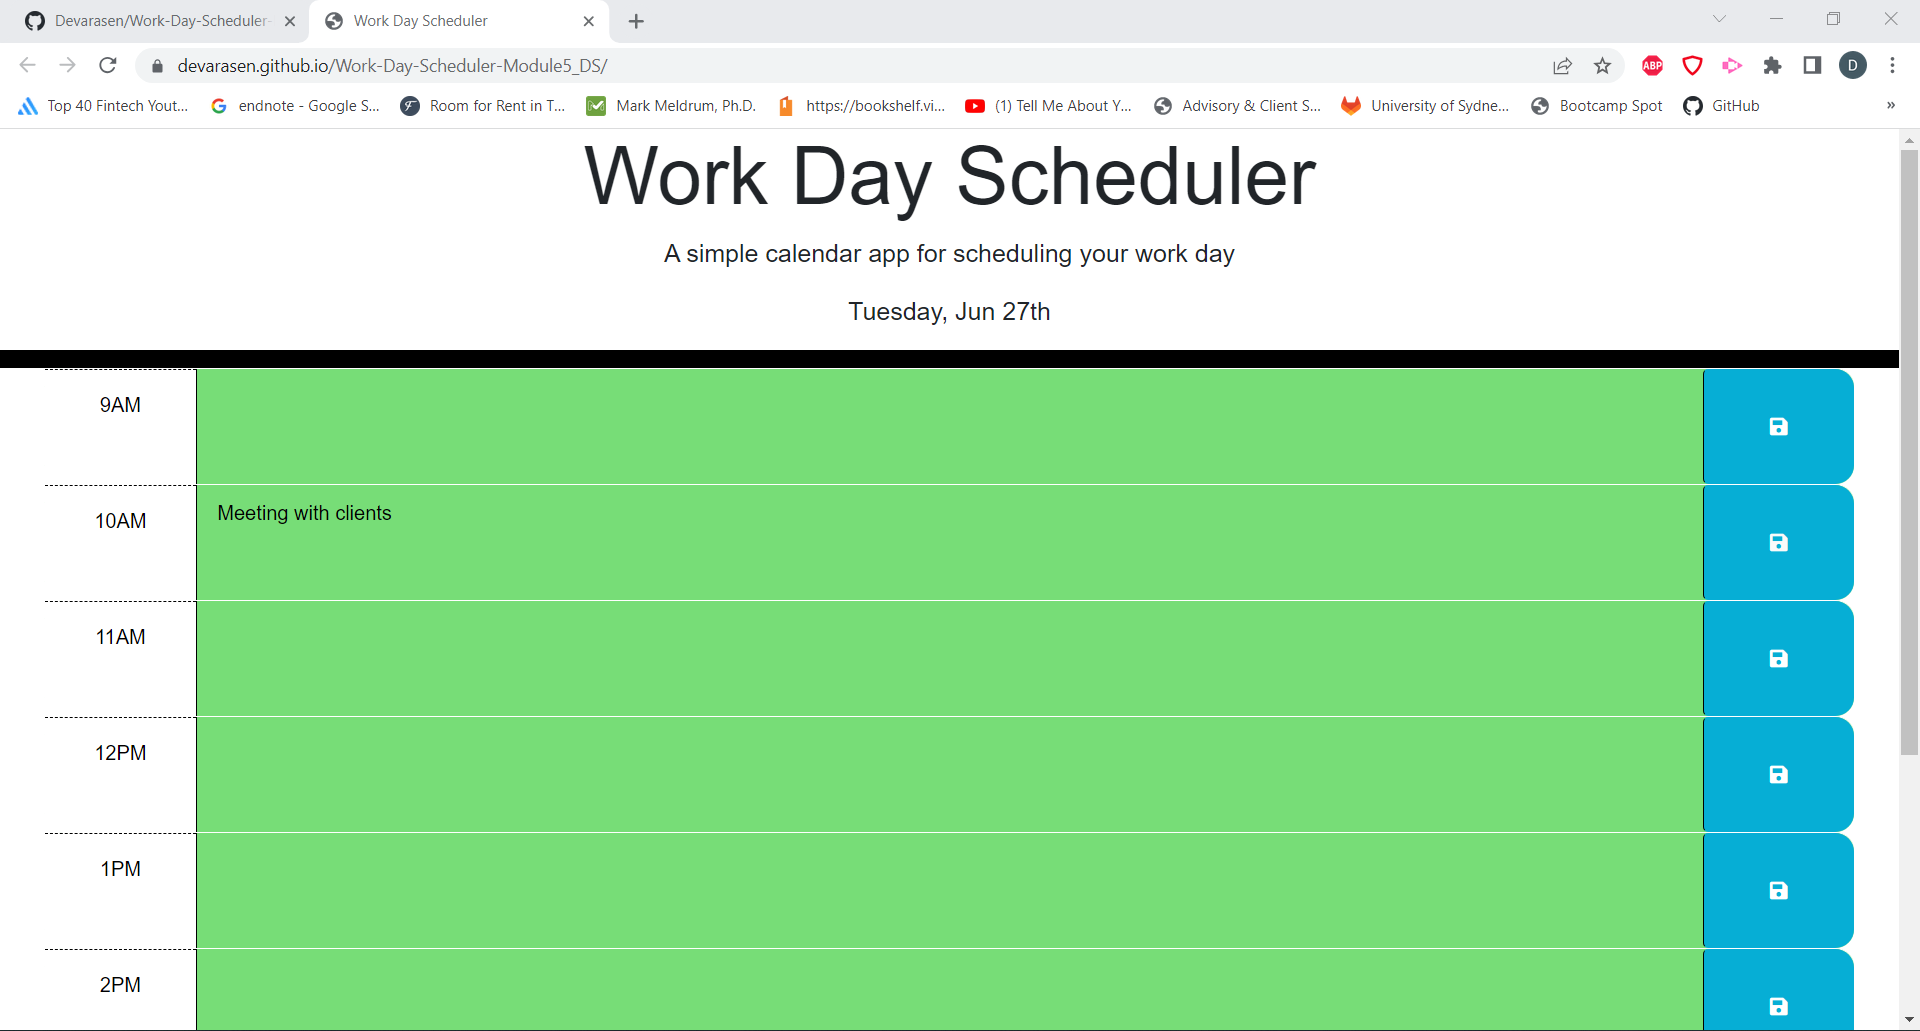 Devarasen/Work-Day-Scheduler-
Work Day Scheduler
devarasen.github.io/Work-Day-Scheduler-Module5_DS/
ABP
D
Top 40 Fintech Yout...
endnote - Google S...
Room for Rent in T...
Mark Meldrum, Ph.D.
https://bookshelf.vi...
(1) Tell Me About Y...
Advisory & Client S...
University of Sydne...
Bootcamp Spot
GitHub
»
Work Day Scheduler
A simple calendar app for scheduling your work day
Tuesday, Jun 27th
9AM
10AM
Meeting with clients
11AM
12PM
1PM
2PM